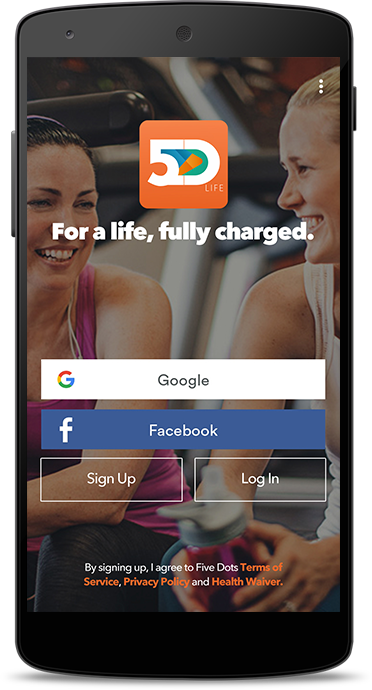 5D
LIFE
For a life, fully charged.
Google
Facebook
Sign Up
Log In
By signing up, I agree to Five Dots Terms of
Service, Privacy Policy and Health Waiver.